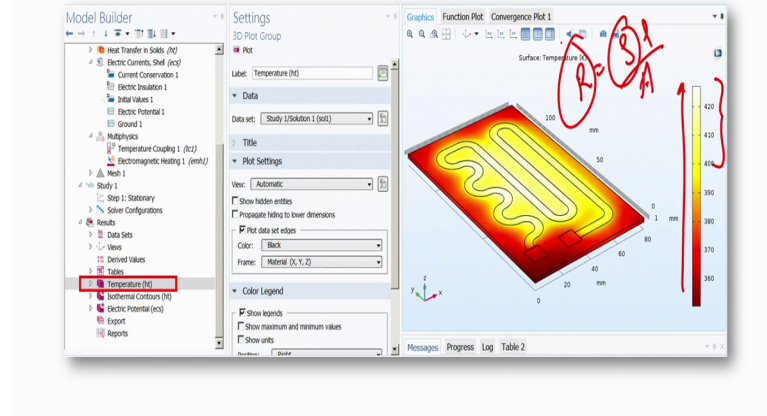 Model Builder
Heat Transfer in Solids (ht)
Electric Currents, Shell (ecs)
Current Conservation 1
Electric Insulation 1
Initial Values 1
Electric Potential 1
Ground 1
Multiphysics
Temperature Coupling 1 (tc1)
Electromagnetic Heating 1 (emh1)
Mesh 1
Study 1
Step 1: Stationary
Solver Configurations
Results
Data Sets
Views
Derived Values
Tables
Temperature (ht)
Isothermal Contours (ht)
Electric Potential (ecs)
Export
Reports
Settings
3D Plot Group
Plot
Label: Temperature (ht)
Data
Data set: Study 1/Solution 1 (sol1)
Title
Plot Settings
View: Automatic
Show hidden entities
Propagate hiding to lower dimensions
Plot data set edges
Color: Black
Frame: Material (X, Y, Z)
Color Legend
Show legends
Show maximum and minimum values
Show units
Position: Right
Graphics Function Plot Convergence Plot 1
Surface: Temperature (K)
R =
A
100
mm
50
0
1 mm
80
60
40
mm
20
0
z
y x
420
410
400
390
380
370
360
Messages Progress Log Table 2